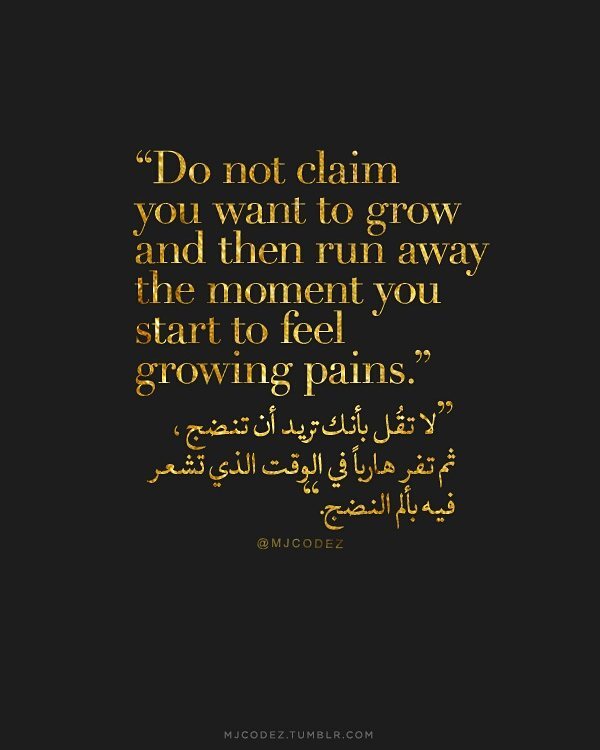 “Do not claim
you want to grow
and then run away
the moment you
start to feel
growing pains.”
”لا تقُل بأنك تريد أن تنضج ،
ثم تفر هارباً في الوقت الذي تشعر
فيه بألم النضج.“
@MJCODEZ
MJCODEZ.TUMBLR.COM